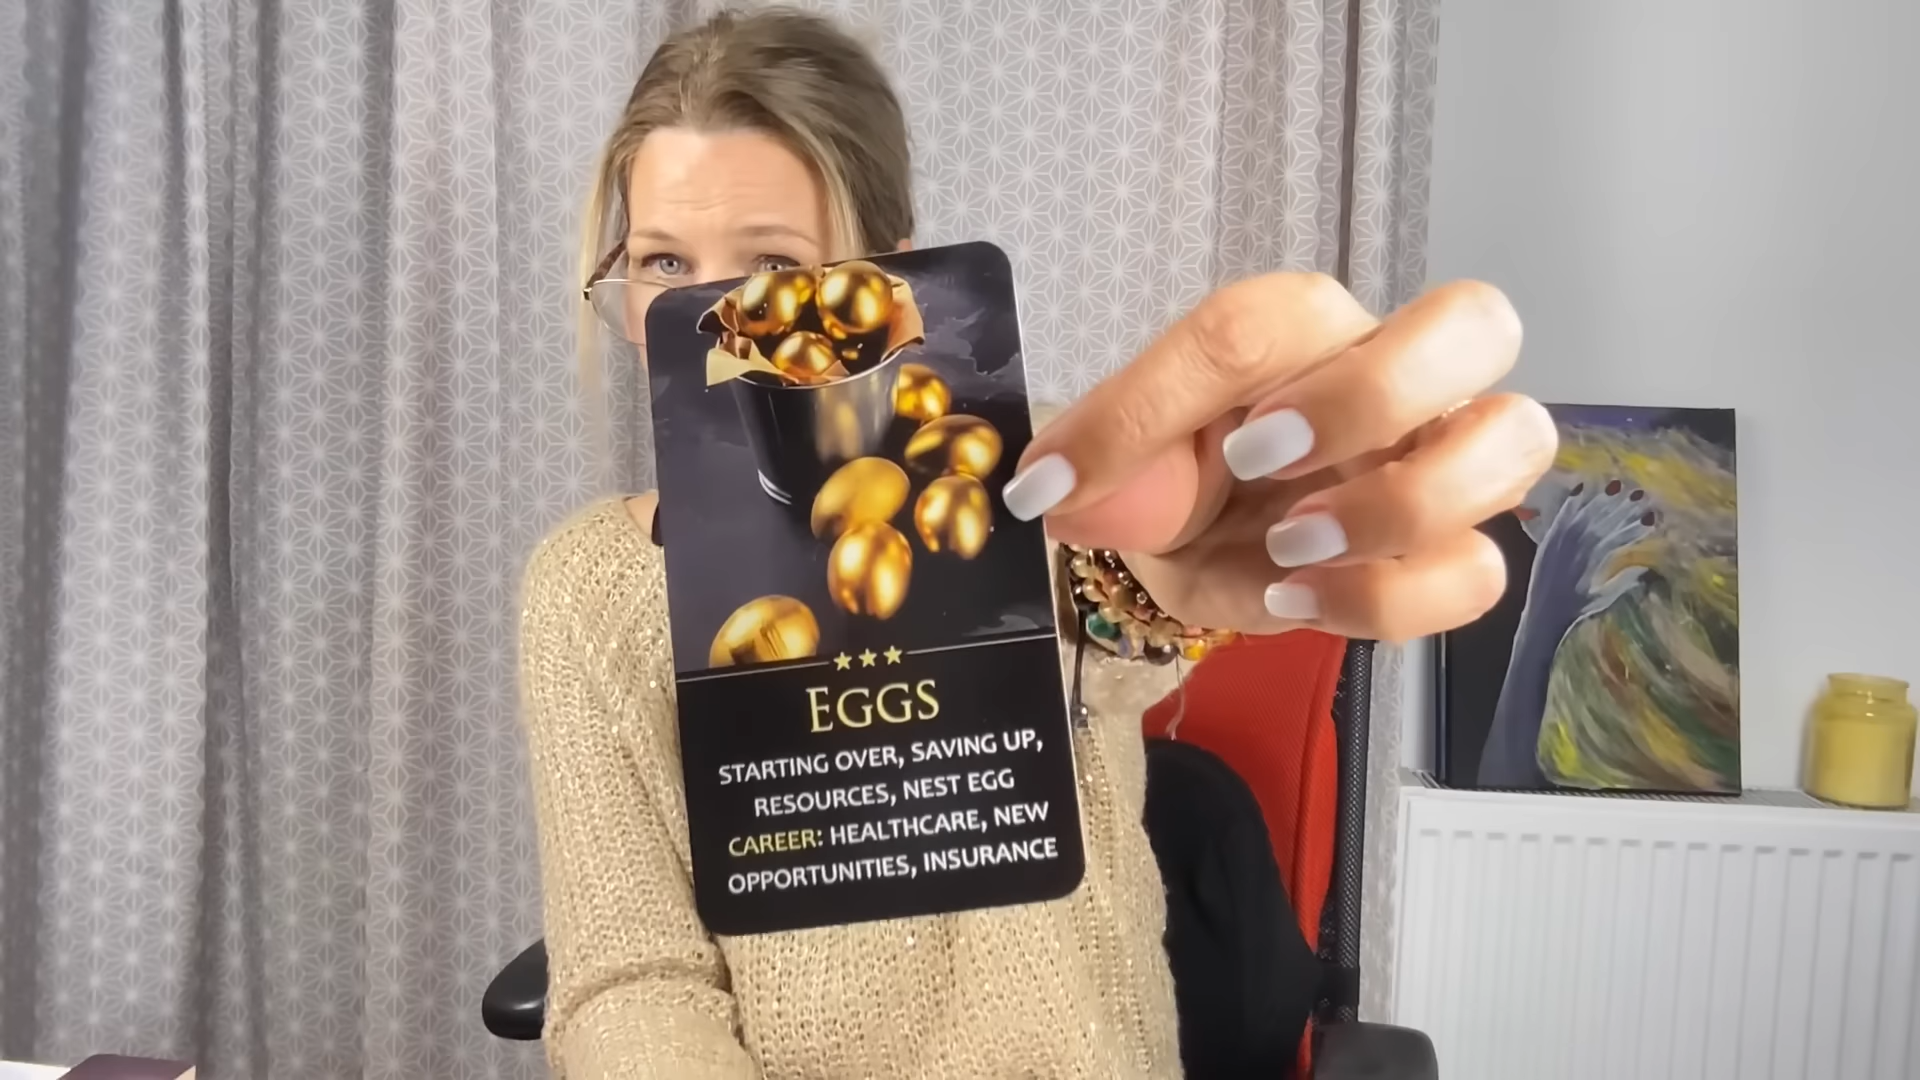 EGGS
STARTING OVER, SAVING UP,
RESOURCES, NEST EGG
CAREER: HEALTHCARE, NEW
OPPORTUNITIES, INSURANCE